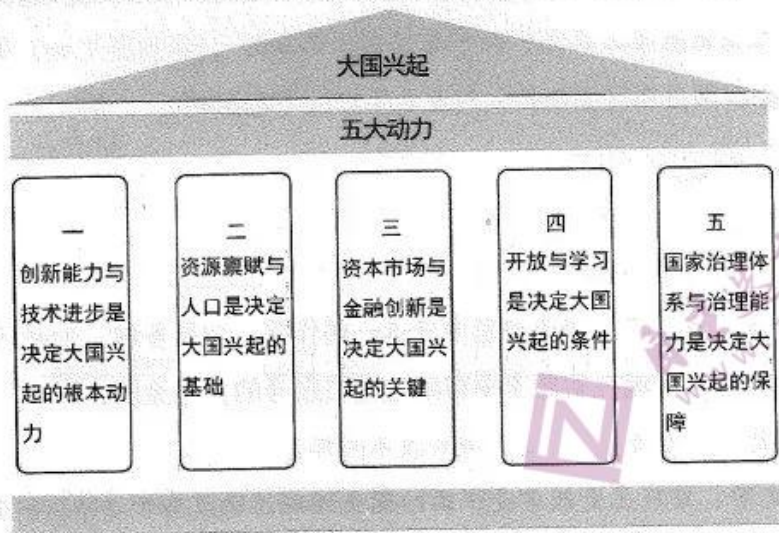 大国兴起
五大动力
一
创新能力与
技术进步是
决定大国兴
起的根本动
力
二
资源禀赋与
人口是决定
大国兴起的
基础
三
资本市场与
金融创新是
决定大国兴
起的关键
四
开放与学习
是决定大国
兴起的条件
五
国家治理体
系与治理能
力是决定大
国兴起的保
障